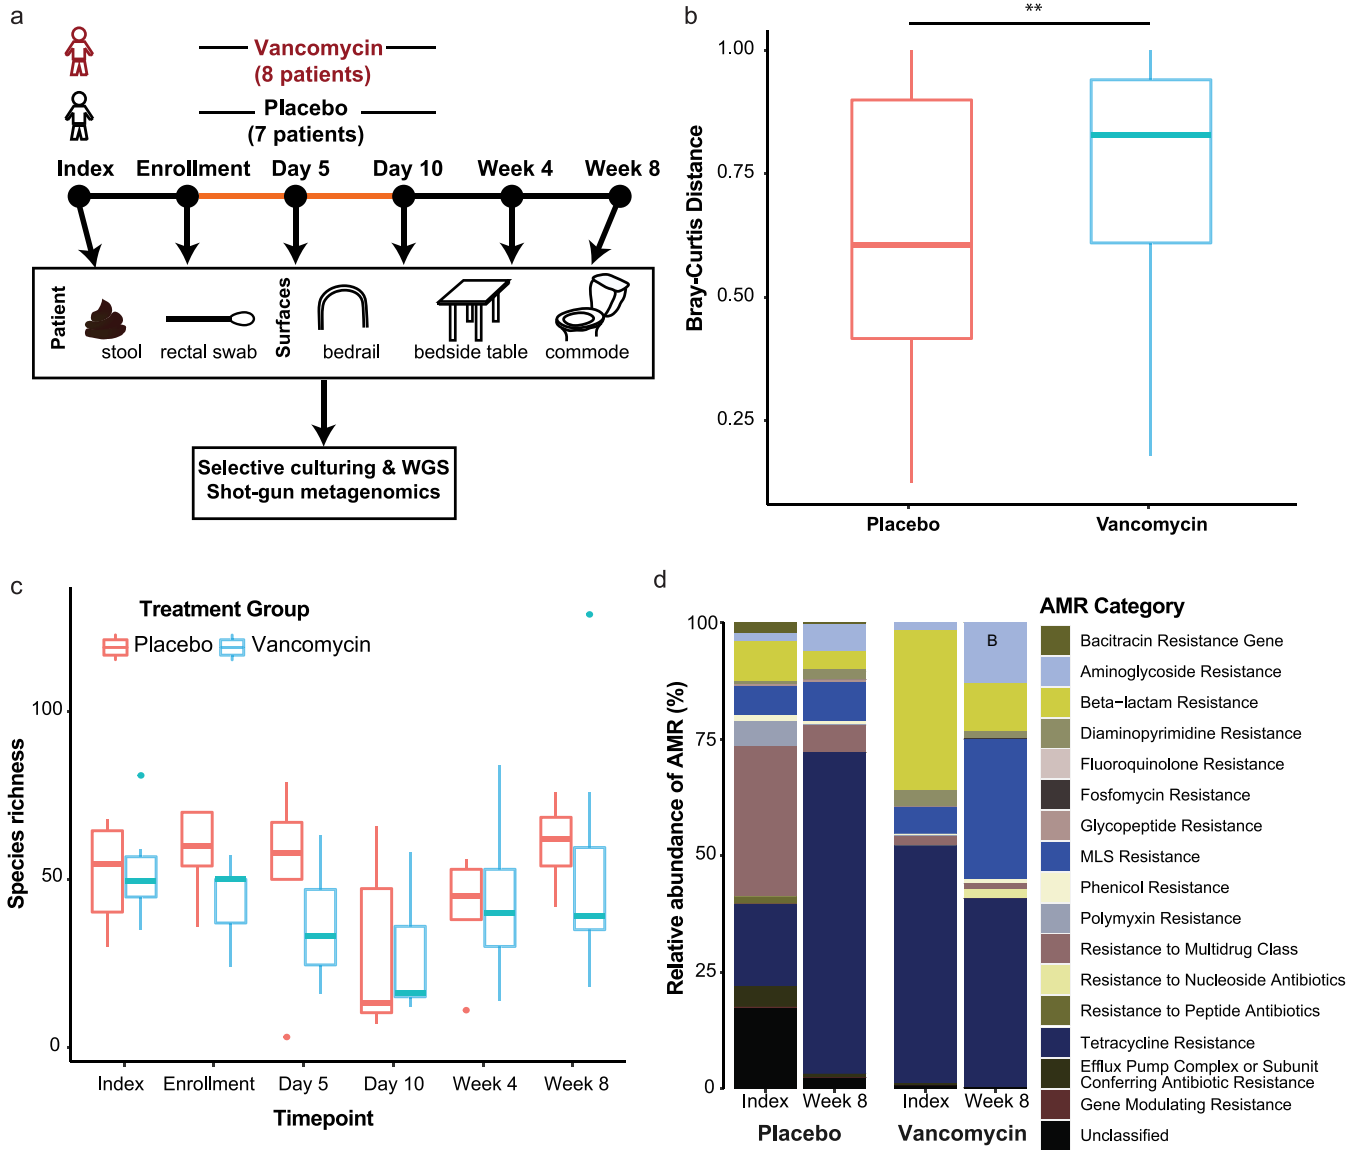 a
Vancomycin
(8 patients)
Placebo
(7 patients)
Index Enrollment Day 5 Day 10 Week 4 Week 8
Patient
stool
rectal swab
Surfaces
bedrail
bedside table
commode
Selective culturing & WGS
Shot-gun metagenomics
b
**
1.00
0.75
0.50
0.25
Bray-Curtis Distance
Placebo
Vancomycin
c
Treatment Group
Placebo Vancomycin
100
50
0
Species richness
Index Enrollment Day 5 Day 10 Week 4 Week 8
Timepoint
d
100
75
50
25
0
Relative abundance of AMR (%)
B
Index Week 8 Index Week 8
Placebo Vancomycin
AMR Category
Bacitracin Resistance Gene
Aminoglycoside Resistance
Beta-lactam Resistance
Diaminopyrimidine Resistance
Fluoroquinolone Resistance
Fosfomycin Resistance
Glycopeptide Resistance
MLS Resistance
Phenicol Resistance
Polymyxin Resistance
Resistance to Multidrug Class
Resistance to Nucleoside Antibiotics
Resistance to Peptide Antibiotics
Tetracycline Resistance
Efflux Pump Complex or Subunit
Conferring Antibiotic Resistance
Gene Modulating Resistance
Unclassified